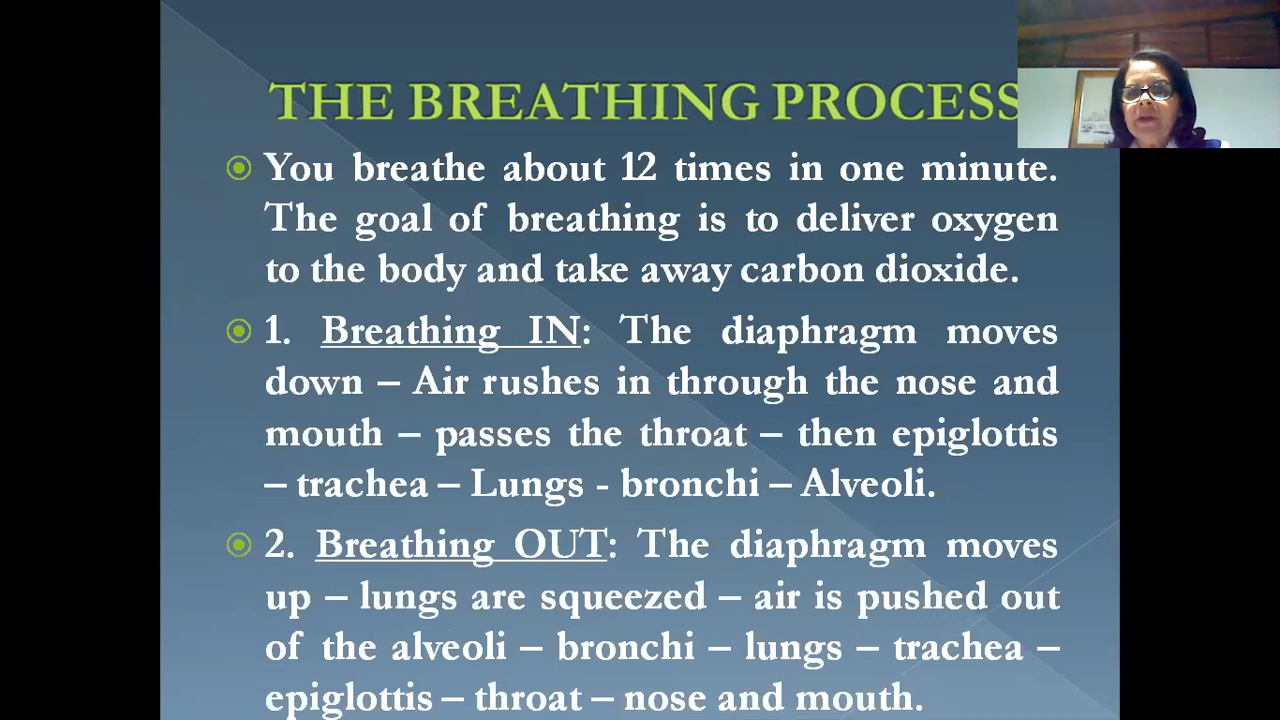 THE BREATHING PROCESS
You breathe about 12 times in one minute.
The goal of breathing is to deliver oxygen
to the body and take away carbon dioxide.
1. Breathing IN: The diaphragm moves
down – Air rushes in through the nose and
mouth – passes the throat – then epiglottis
– trachea – Lungs - bronchi – Alveoli.
2. Breathing OUT: The diaphragm moves
up – lungs are squeezed – air is pushed out
of the alveoli – bronchi – lungs – trachea –
epiglottis – throat – nose and mouth.